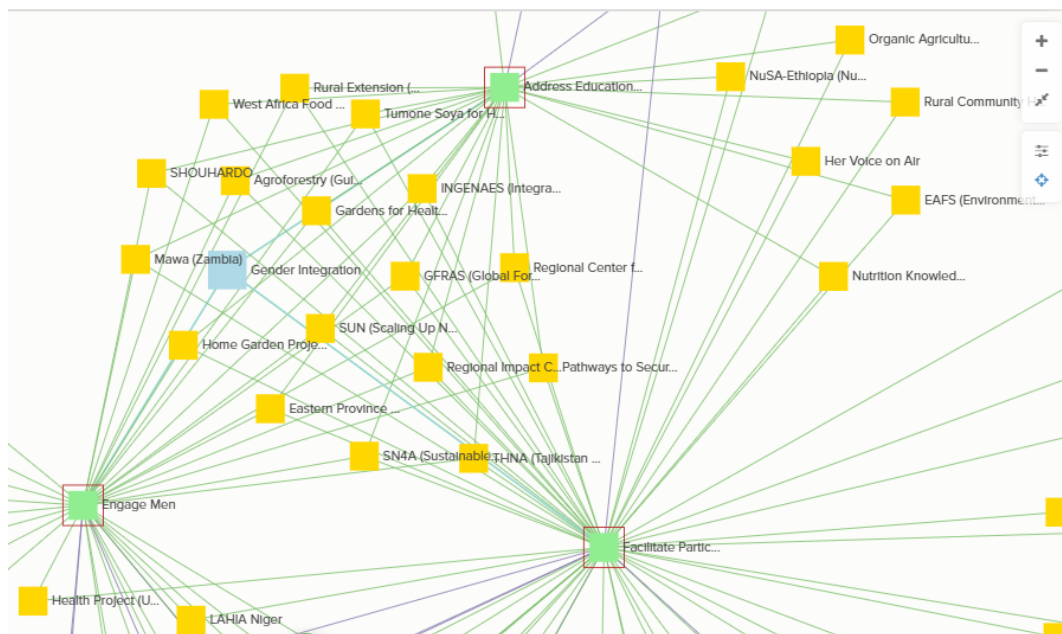 Organic Agricultu...
NuSA-Ethiopia (Nu...
Address Education...
Rural Extension (...
West Africa Food ...
Rural Community H
Tumone Soya for H...
Her Voice on Air
SHOUHARDO
Agroforestry (Gul...
INGENAES (Integra...
EAFS (Environment...
Gardens for Healt...
Mawa (Zambia)
Gender Integration
GFRAS (Global For...
Regional Center f...
Nutrition Knowled...
SUN (Scaling Up N...
Home Garden Proje...
Regional Impact C...
Pathways to Secur...
Eastern Province ...
SN4A (Sustainable...
THNA (Tajikistan ...
Engage Men
Facilitate Partic...
Health Project (U...
LAHIA Niger